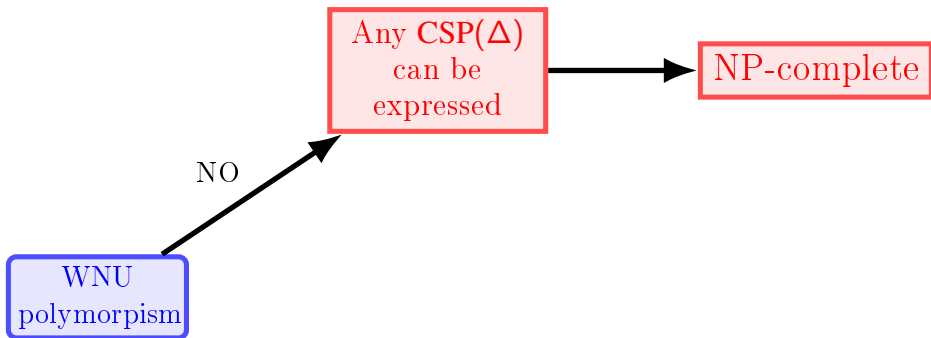 Any CSP(Δ)
can be
expressed
NP-complete
NO
WNU
polymorpism